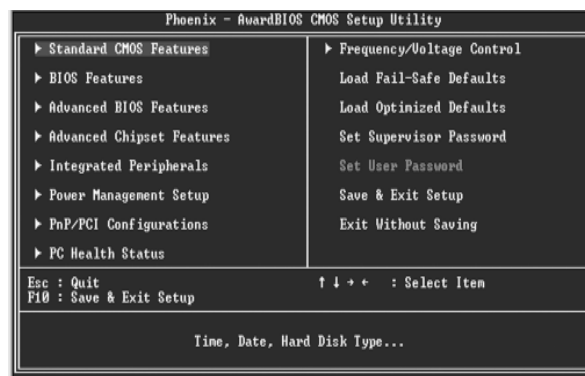 Phoenix - AwardBIOS CMOS Setup Utility
▶ Standard CMOS Features
▶ BIOS Features
▶ Advanced BIOS Features
▶ Advanced Chipset Features
▶ Integrated Peripherals
▶ Power Management Setup
▶ PnP/PCI Configurations
▶ PC Health Status
▶ Frequency/Voltage Control
Load Fail-Safe Defaults
Load Optimized Defaults
Set Supervisor Password
Set User Password
Save & Exit Setup
Exit Without Saving
Esc : Quit
F10 : Save & Exit Setup
↑ ↓ → ← : Select Item
Time, Date, Hard Disk Type...